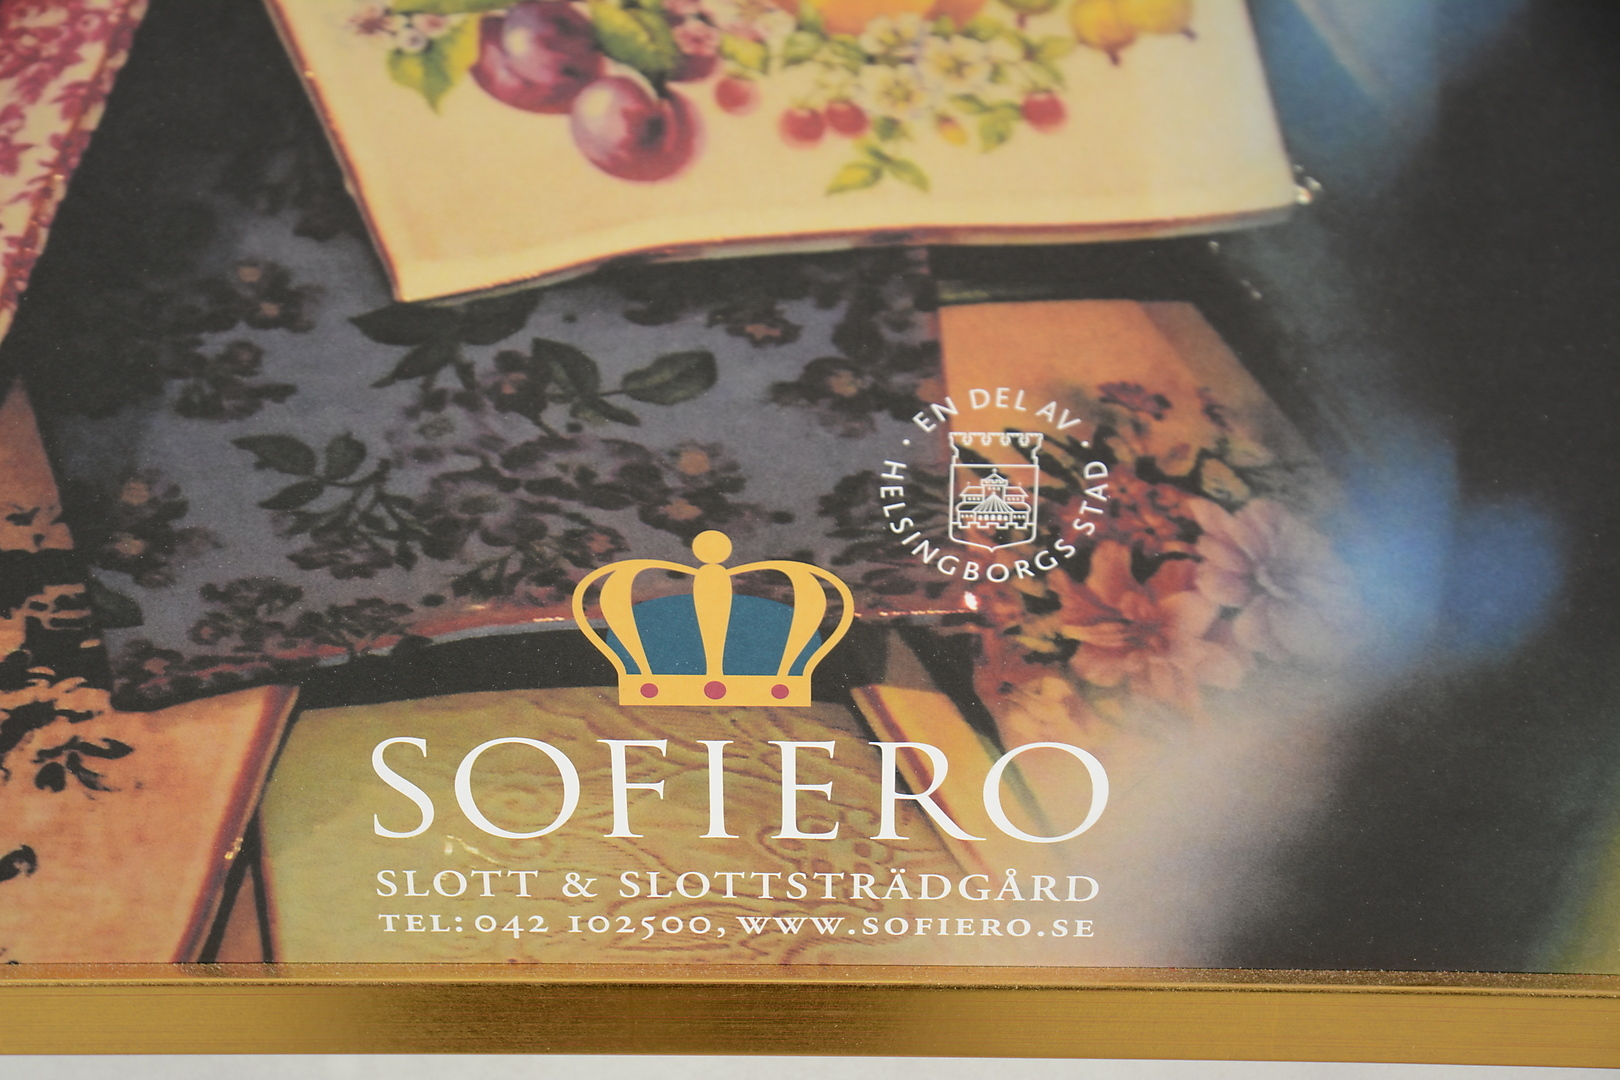 · EN DEL AV ·
HELSINGBORGS STAD
SOFIERO
SLOTT & SLOTTSTRÄDGÅRD
TEL: 042 102500, WWW.SOFIERO.SE